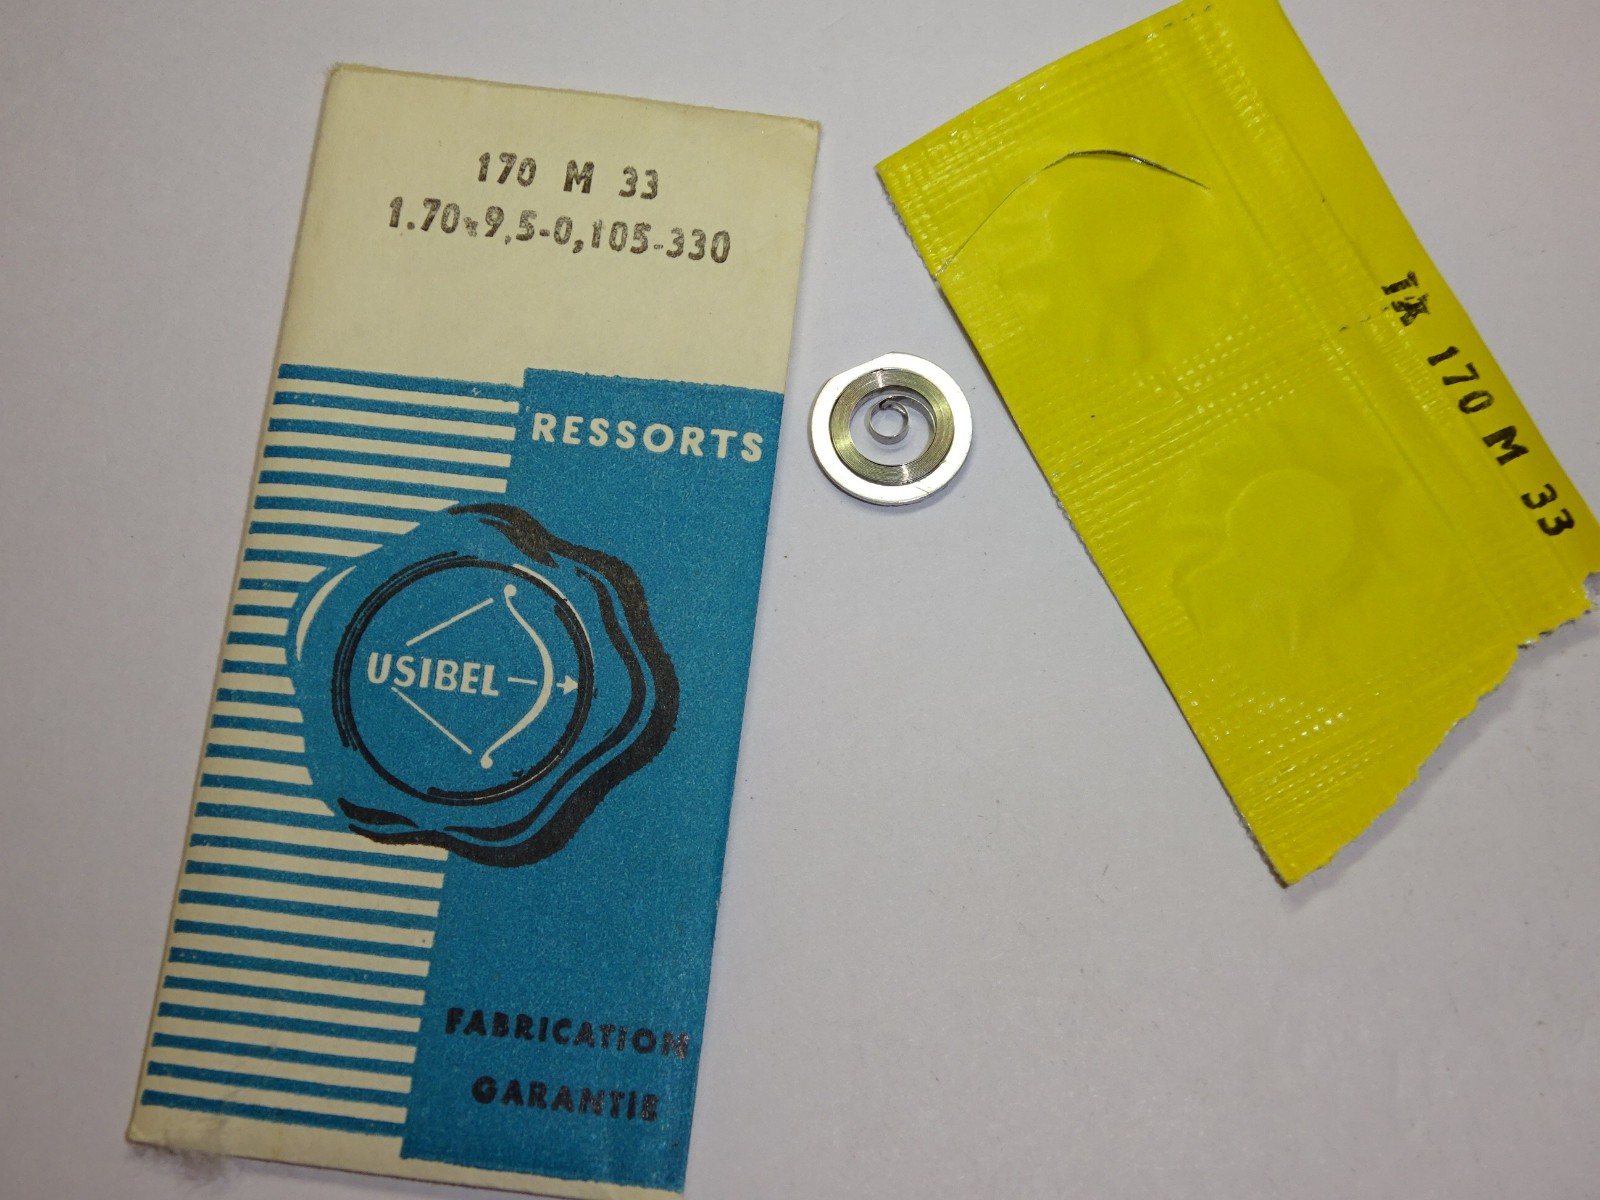 170 M 33
1.70x9,5-0,105-330
RESSORTS
USIBEL
FABRICATION
GARANTIE
170 M 33